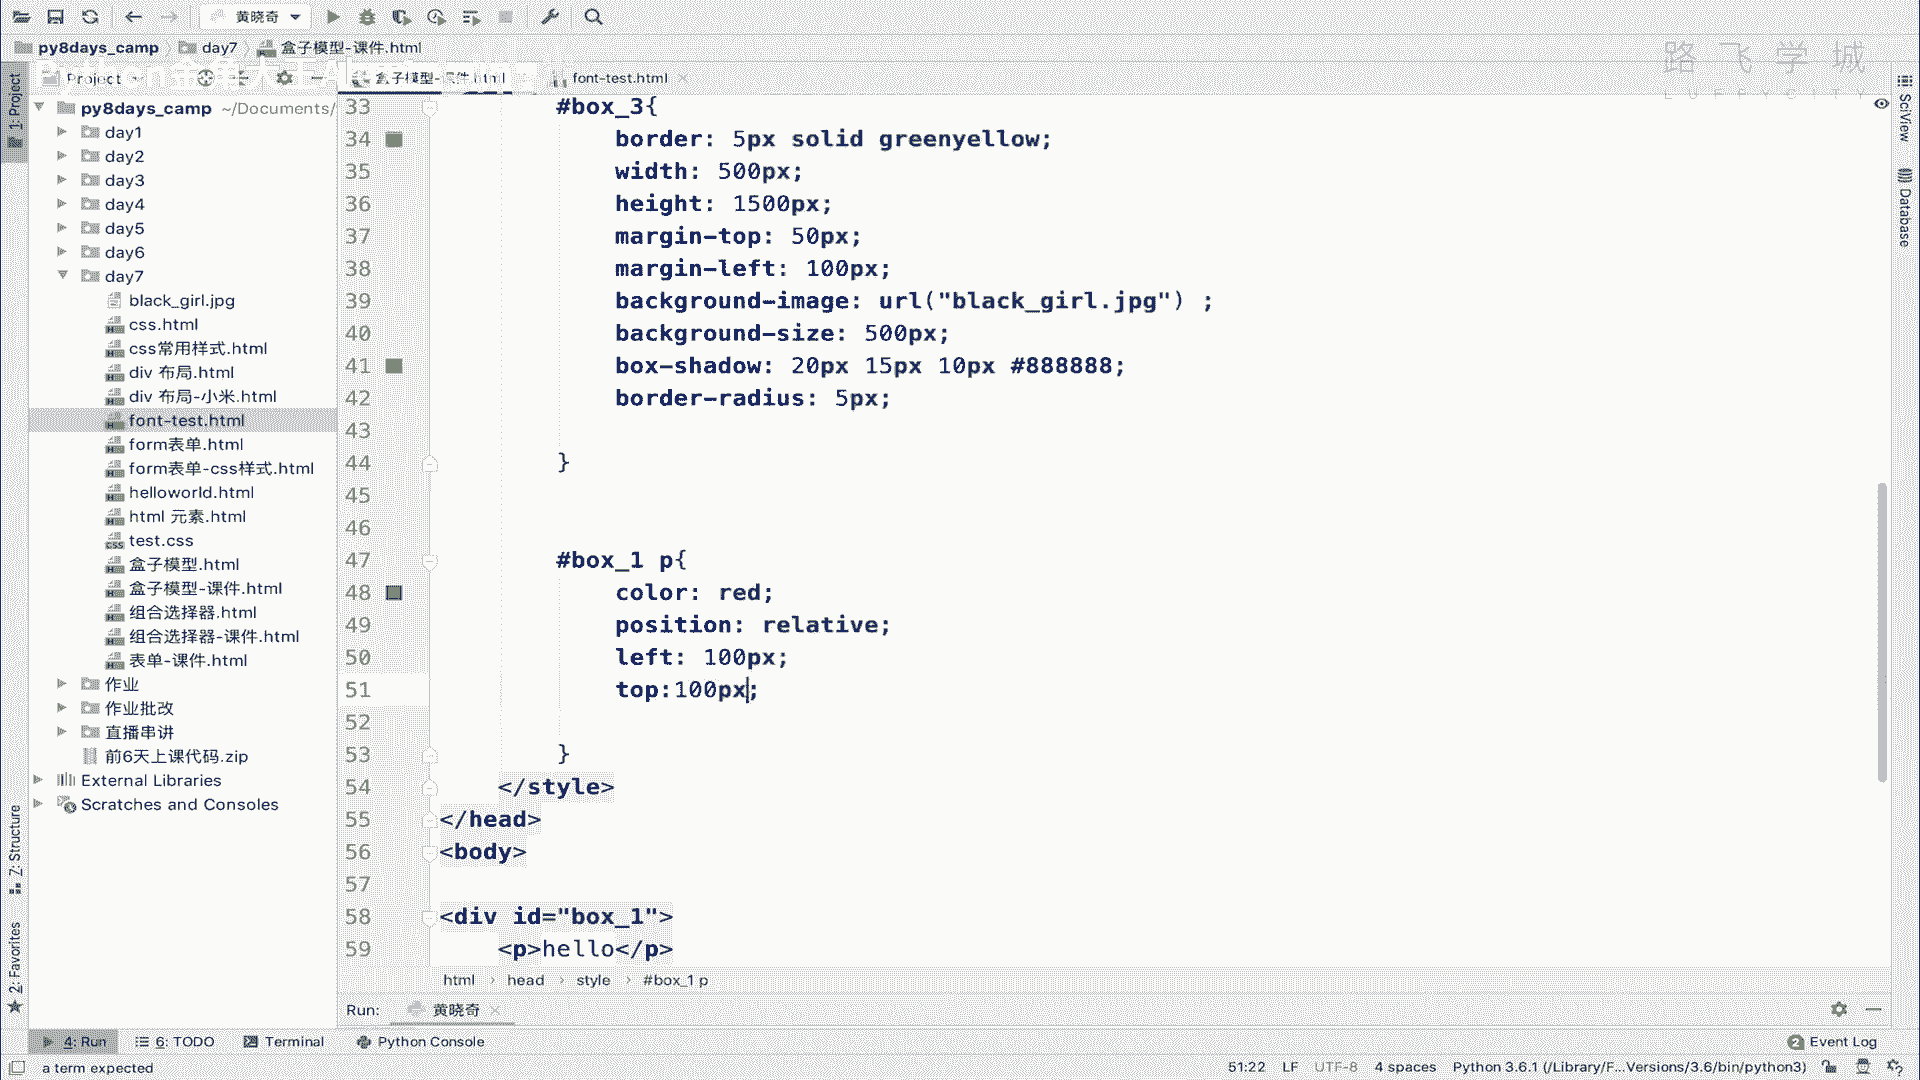 黄晓奇
py8days_camp day7 盒子模型-课件.html
路飞学城
LUFFYCITY
Project
盒子模型-课件.html font-test.html
1: Project
py8days_camp ~/Documents/
day1
day2
day3
day4
day5
day6
day7
black_girl.jpg
css.html
css常用样式.html
div 布局.html
div 布局-小米.html
font-test.html
form表单.html
form表单-css样式.html
helloworld.html
html 元素.html
test.css
盒子模型.html
盒子模型-课件.html
组合选择器.html
组合选择器-课件.html
表单-课件.html
作业
作业批改
直播串讲
前6天上课代码.zip
External Libraries
Scratches and Consoles
Z: Structure
2: Favorites
33 #box_3{
34 border: 5px solid greenyellow;
35 width: 500px;
36 height: 1500px;
37 margin-top: 50px;
38 margin-left: 100px;
39 background-image: url("black_girl.jpg") ;
40 background-size: 500px;
41 box-shadow: 20px 15px 10px #888888;
42 border-radius: 5px;
43
44 }
45
46
47 #box_1 p{
48 color: red;
49 position: relative;
50 left: 100px;
51 top:100px;
52
53 }
54 </style>
55 </head>
56 <body>
57
58 <div id="box_1">
59 <p>hello</p>
html head style #box_1 p
SciView
Database
Run: 黄晓奇
4: Run 6: TODO Terminal Python Console 2 Event Log
a term expected 51:22 LF UTF-8 4 spaces Python 3.6.1 (/Library/F...Versions/3.6/bin/python3)